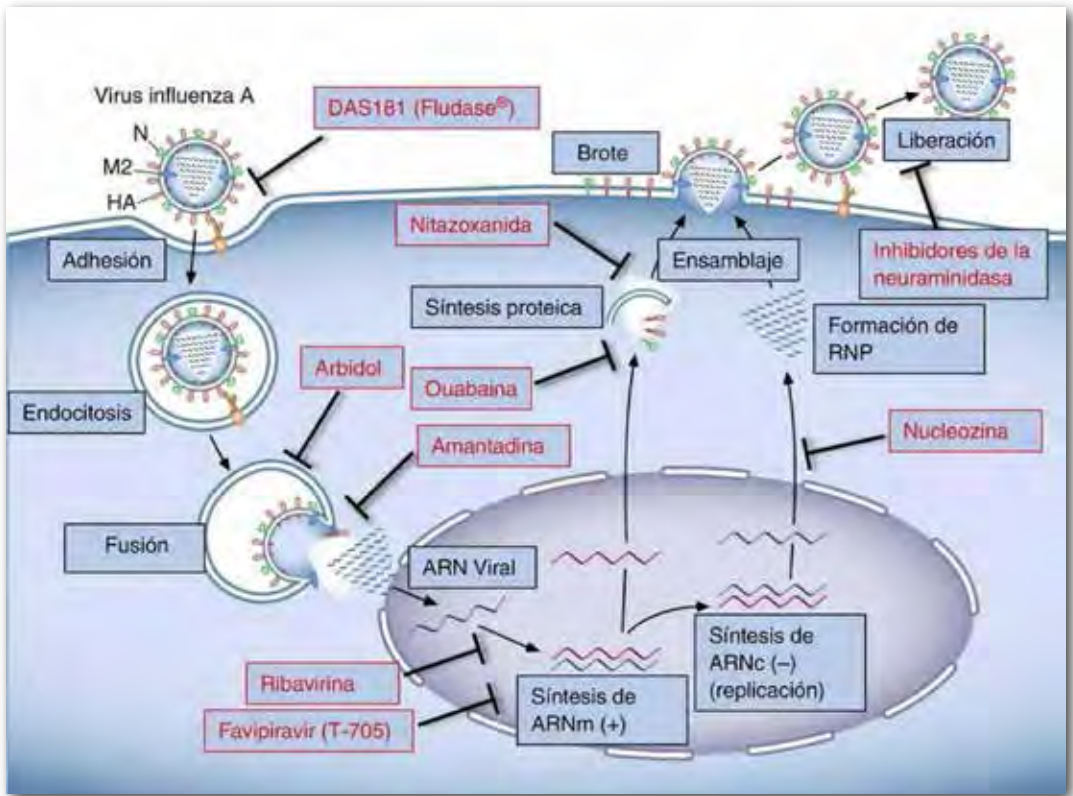 Virus influenza A
N
M2
HA
DAS181 (Fludase®)
Adhesión
Endocitosis
Fusión
Arbidol
Amantadina
Nitazoxanida
Síntesis proteica
Ouabaina
Brote
Ensamblaje
Liberación
Inhibidores de la
neuraminidasa
Formación de
RNP
Nucleozina
ARN Viral
Ribavirina
Favipiravir (T-705)
Síntesis de
ARNm (+)
Síntesis de
ARNc (–)
(replicación)